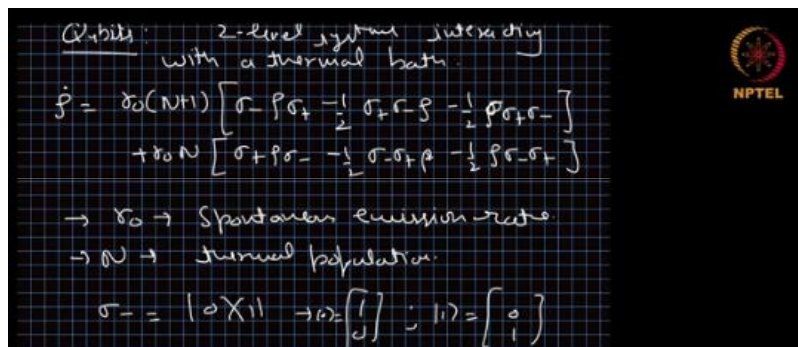 Qubits: 2-level system interacting
with a thermal bath.
NPTEL
ρ̇ = γ₀(N+1) [σ₋ ρσ₊ -1/2 σ₊σ₋ρ -1/2 ρσ₊σ₋]
+γ₀N [σ₊ρσ₋ -1/2 σ₋σ₊ρ -1/2 ρσ₋σ₊]
→ γ₀ → Spontaneous emission rate.
→ N → thermal population.
σ₋ = |0⟩⟨1| → |0⟩ = [1 0] ; |1⟩ = [0 1]